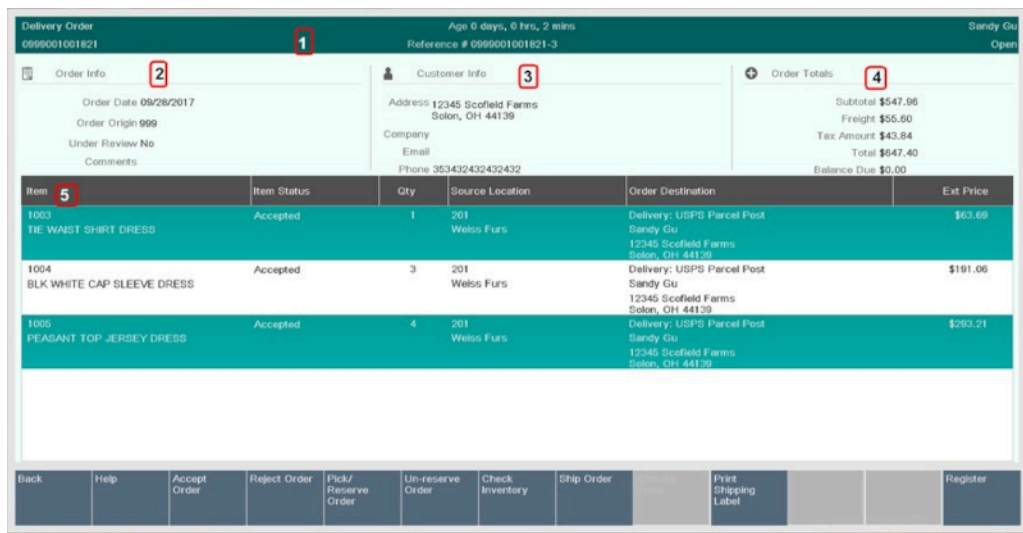 Delivery Order Age 0 days, 0 hrs, 2 mins Sandy Gu
0999001001821 1 Reference # 0999001001821-3 Open
Order Info 2 Customer Info 3 Order Totals 4
Order Date 09/28/2017 Address 12345 Scofield Farms Subtotal $547.96
Order Origin 999 Solon, OH 44139 Freight $55.60
Under Review No Company Tax Amount $43.84
Comments Email Total $647.40
Phone 353432432432432 Balance Due $0.00
Item 5 Item Status Qty Source Location Order Destination Ext Price
1003 Accepted 1 201 Delivery: USPS Parcel Post $63.69
TIE WAIST SHIRT DRESS Weiss Furs Sandy Gu
12345 Scofield Farms
Solon, OH 44139
1004 Accepted 3 201 Delivery: USPS Parcel Post $191.06
BLK WHITE CAP SLEEVE DRESS Weiss Furs Sandy Gu
12345 Scofield Farms
Solon, OH 44139
1005 Accepted 4 201 Delivery: USPS Parcel Post $293.21
PEASANT TOP JERSEY DRESS Weiss Furs Sandy Gu
12345 Scofield Farms
Solon, OH 44139
Back Help Accept Reject Order Pick/ Un-reserve Check Ship Order Print Register
Order Reserve Order Inventory Shipping
Order Label